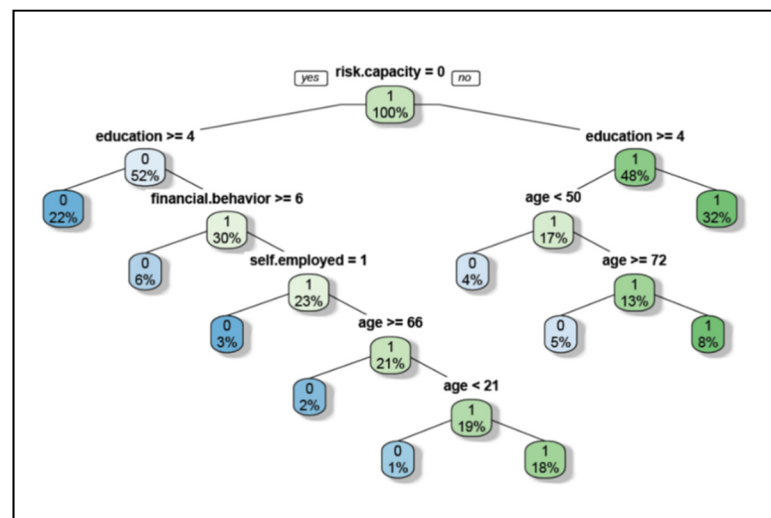 yes risk.capacity = 0 no
1
100%
education >= 4 education >= 4
0 1
52% 48%
0 financial.behavior >= 6 age < 50 1
22% 32%
1 1
30% 17%
0 self.employed = 1 0 age >= 72
6% 4%
1 1
23% 13%
0 age >= 66 0 1
3% 5% 8%
1
21%
0 age < 21
2%
1
19%
0 1
1% 18%